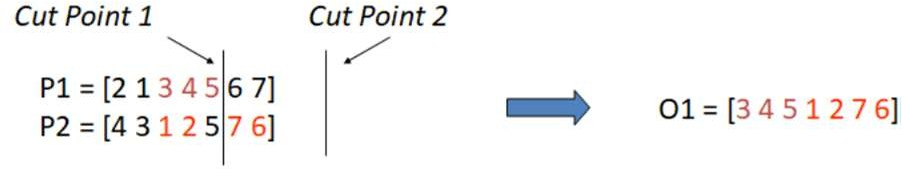 Cut Point 1 Cut Point 2
P1 = [2 1 3 4 5 6 7]
P2 = [4 3 1 2 5 7 6]
O1 = [3 4 5 1 2 7 6]